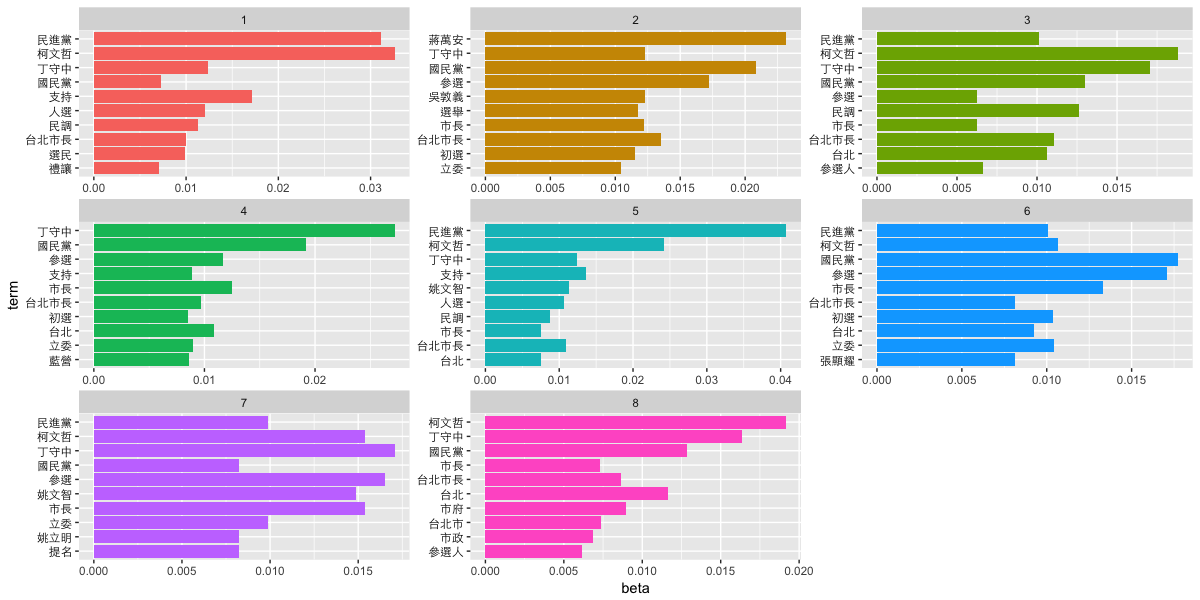 1
民進黨
柯文哲
丁守中
國民黨
支持
人選
民調
台北市長
選民
禮讓
0.00 0.01 0.02 0.03
2
蔣萬安
丁守中
國民黨
參選
吳敦義
選舉
市長
台北市長
初選
立委
0.000 0.005 0.010 0.015 0.020
3
民進黨
柯文哲
丁守中
國民黨
參選
民調
市長
台北市長
台北
參選人
0.000 0.005 0.010 0.015
4
丁守中
國民黨
參選
支持
市長
台北市長
初選
台北
立委
藍營
0.00 0.01 0.02
5
民進黨
柯文哲
丁守中
支持
姚文智
人選
民調
市長
台北市長
台北
0.00 0.01 0.02 0.03 0.04
6
民進黨
柯文哲
國民黨
參選
市長
台北市長
初選
台北
立委
張顯耀
0.000 0.005 0.010 0.015
7
民進黨
柯文哲
丁守中
國民黨
參選
姚文智
市長
立委
姚立明
提名
0.000 0.005 0.010 0.015
8
柯文哲
丁守中
國民黨
市長
台北市長
台北
市府
台北市
市政
參選人
0.000 0.005 0.010 0.015 0.020
term
beta